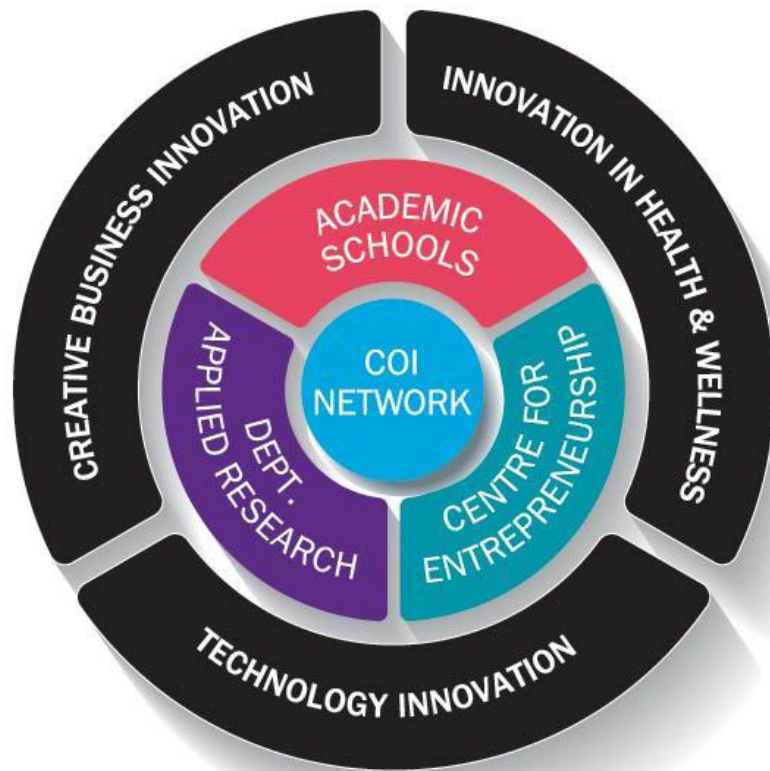 CREATIVE BUSINESS INNOVATION
INNOVATION IN HEALTH & WELLNESS
TECHNOLOGY INNOVATION
ACADEMIC
SCHOOLS
DEPT.
APPLIED RESEARCH
CENTRE FOR
ENTREPRENEURSHIP
COI
NETWORK